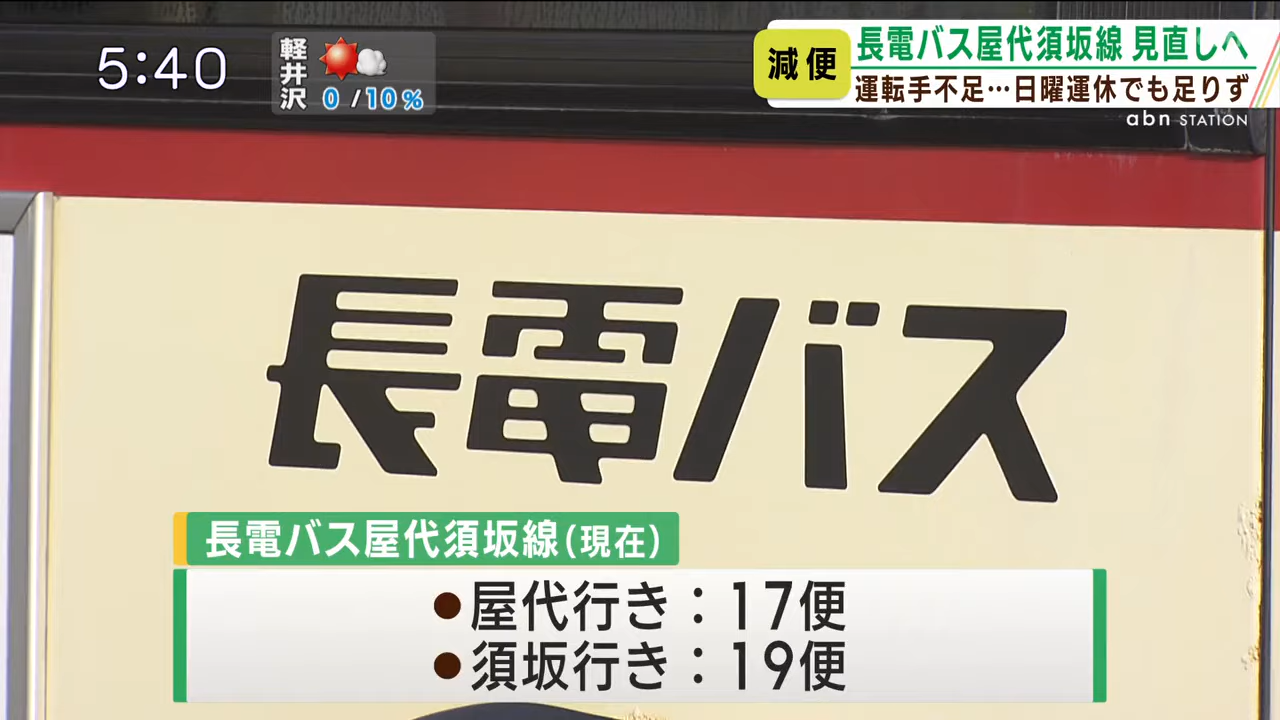 5:40
軽井沢
0/10%
減便
長電バス屋代須坂線 見直しへ
運転手不足…日曜運休でも足りず
abn STATION
長電バス
長電バス屋代須坂線(現在)
●屋代行き：17便
●須坂行き：19便